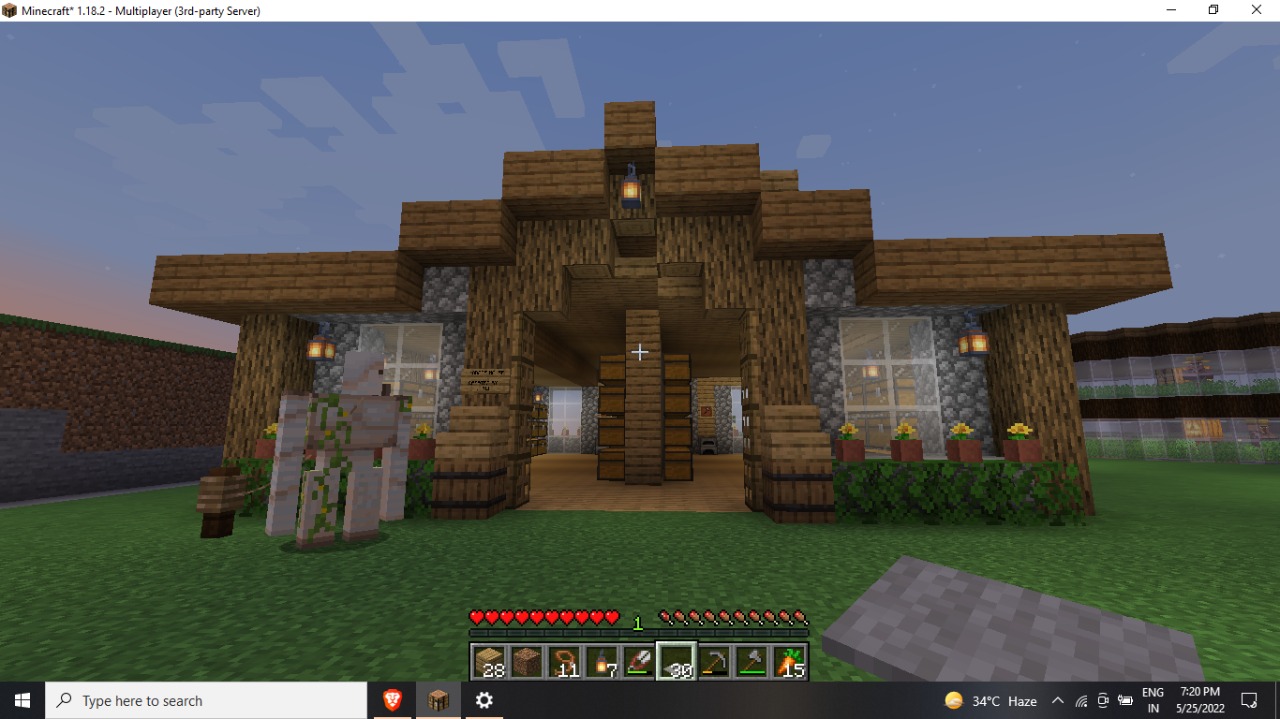 Minecraft* 1.18.2 - Multiplayer (3rd-party Server)
1
28
11
7
30
15
Type here to search
34°C Haze
ENG
IN
7:20 PM
5/25/2022